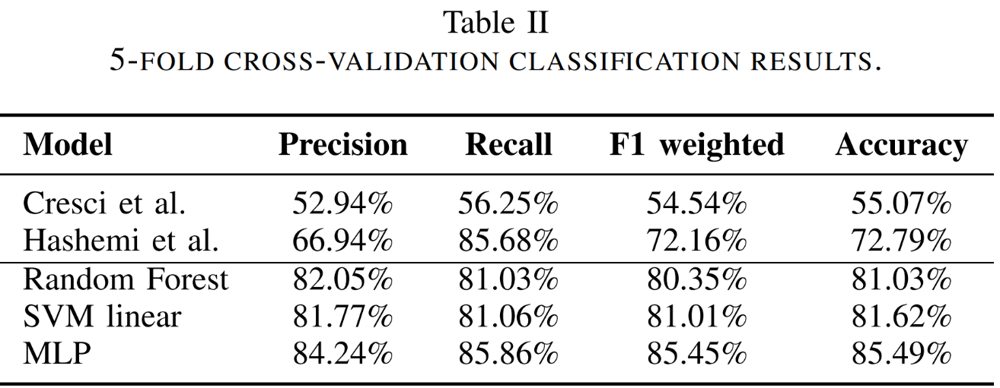 Table II
5-FOLD CROSS-VALIDATION CLASSIFICATION RESULTS.
Model Precision Recall F1 weighted Accuracy
Cresci et al. 52.94% 56.25% 54.54% 55.07%
Hashemi et al. 66.94% 85.68% 72.16% 72.79%
Random Forest 82.05% 81.03% 80.35% 81.03%
SVM linear 81.77% 81.06% 81.01% 81.62%
MLP 84.24% 85.86% 85.45% 85.49%